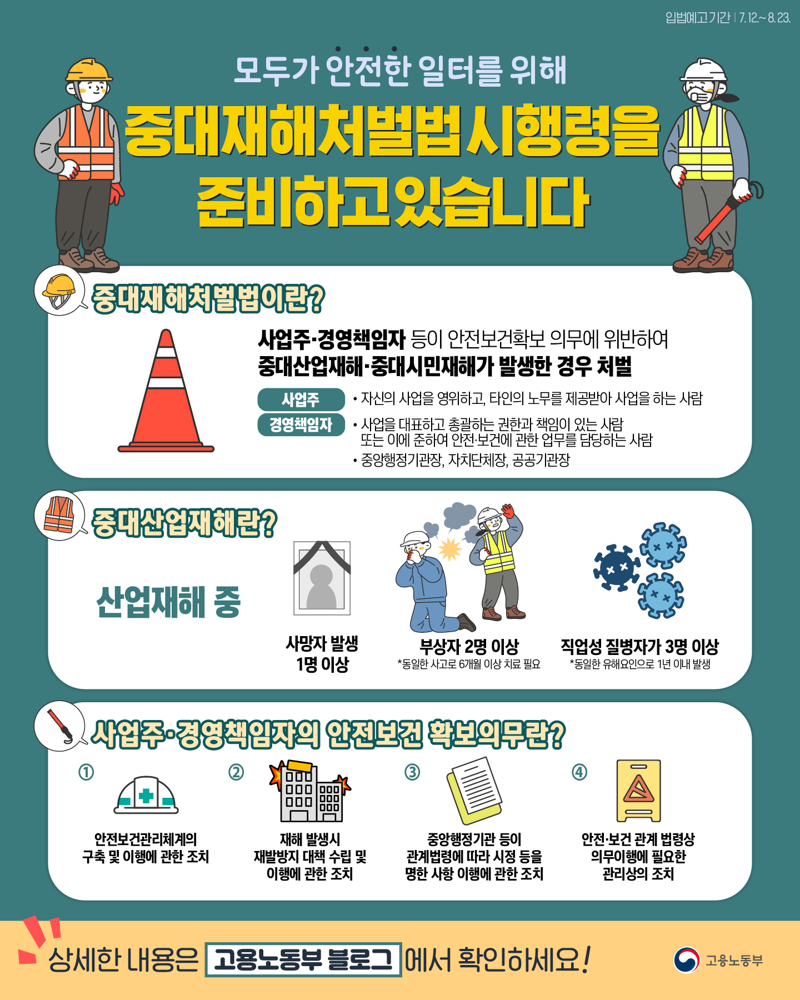 입법예고기간 | 7. 12.~ 8. 23.
모두가 안전한 일터를 위해
중대재해처벌법 시행령을
준비하고 있습니다
중대재해처벌법이란?
사업주·경영책임자 등이 안전보건확보 의무에 위반하여
중대산업재해·중대시민재해가 발생한 경우 처벌
사업주
• 자신의 사업을 영위하고, 타인의 노무를 제공받아 사업을 하는 사람
경영책임자
• 사업을 대표하고 총괄하는 권한과 책임이 있는 사람
또는 이에 준하여 안전·보건에 관한 업무를 담당하는 사람
• 중앙행정기관장, 자치단체장, 공공기관장
중대산업재해란?
산업재해 중
사망자 발생
1명 이상
부상자 2명 이상
*동일한 사고로 6개월 이상 치료 필요
직업성 질병자가 3명 이상
*동일한 유해요인으로 1년 이내 발생
사업주·경영책임자의 안전보건 확보의무란?
①
안전보건관리체계의
구축 및 이행에 관한 조치
②
재해 발생시
재발방지 대책 수립 및
이행에 관한 조치
③
중앙행정기관 등이
관계법령에 따라 시정 등을
명한 사항 이행에 관한 조치
④
안전·보건 관계 법령상
의무이행에 필요한
관리상의 조치
상세한 내용은 고용노동부 블로그 에서 확인하세요!
고용노동부